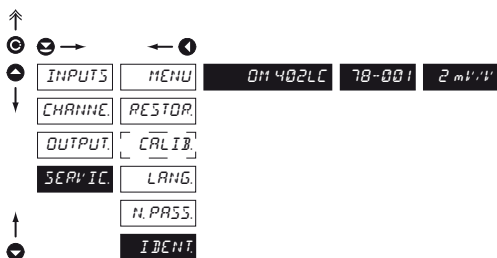 INPUTS MENU OM 402LC 78-001 2 mV/V
CHANNE. RESTOR.
OUTPUT. CALIB.
SERVIC. LANG.
N. PASS.
IDENT.